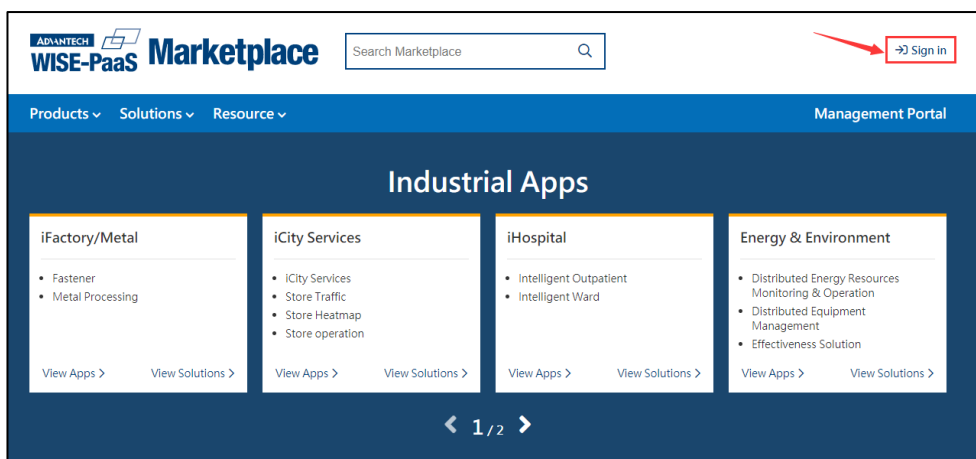 ADVANTECH
WISE-PaaS Marketplace
Search Marketplace
Sign in
Products Solutions Resource Management Portal
Industrial Apps
iFactory/Metal
• Fastener
• Metal Processing
View Apps > View Solutions >
iCity Services
• iCity Services
• Store Traffic
• Store Heatmap
• Store operation
View Apps > View Solutions >
iHospital
• Intelligent Outpatient
• Intelligent Ward
View Apps > View Solutions >
Energy & Environment
• Distributed Energy Resources
Monitoring & Operation
• Distributed Equipment
Management
• Effectiveness Solution
View Apps > View Solutions >
1 / 2